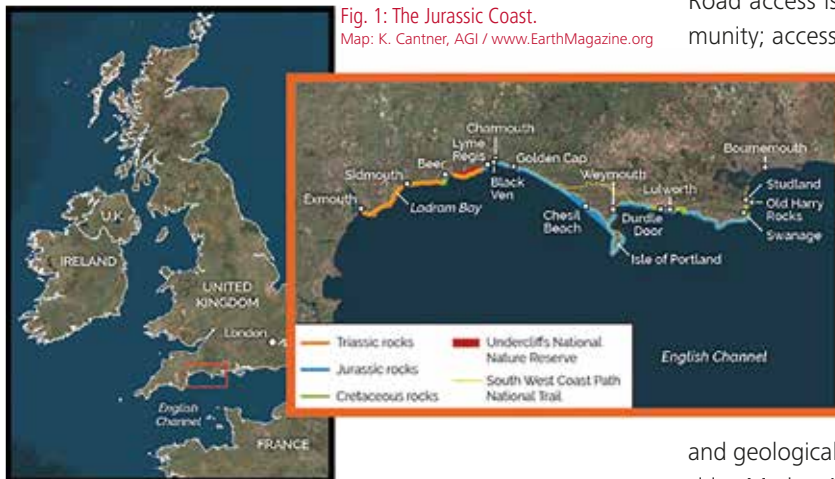 Fig. 1: The Jurassic Coast.
Map: K. Cantner, AGI / www.EarthMagazine.org
Road access is
munity; access
U.K.
IRELAND
UNITED
KINGDOM
London
English
Channel
FRANCE
Charmouth
Lyme
Regis
Golden Cap
Bournemouth
Beer
Sidmouth
Weymouth
Lulworth
Studland
Exmouth
Black
Ven
Old Harry
Rocks
Ladram Bay
Chesil
Beach
Durdle
Door
Swanage
Isle of Portland
Triassic rocks
Jurassic rocks
Cretaceous rocks
Undercliffs National
Nature Reserve
South West Coast Path
National Trail
English Channel
and geological